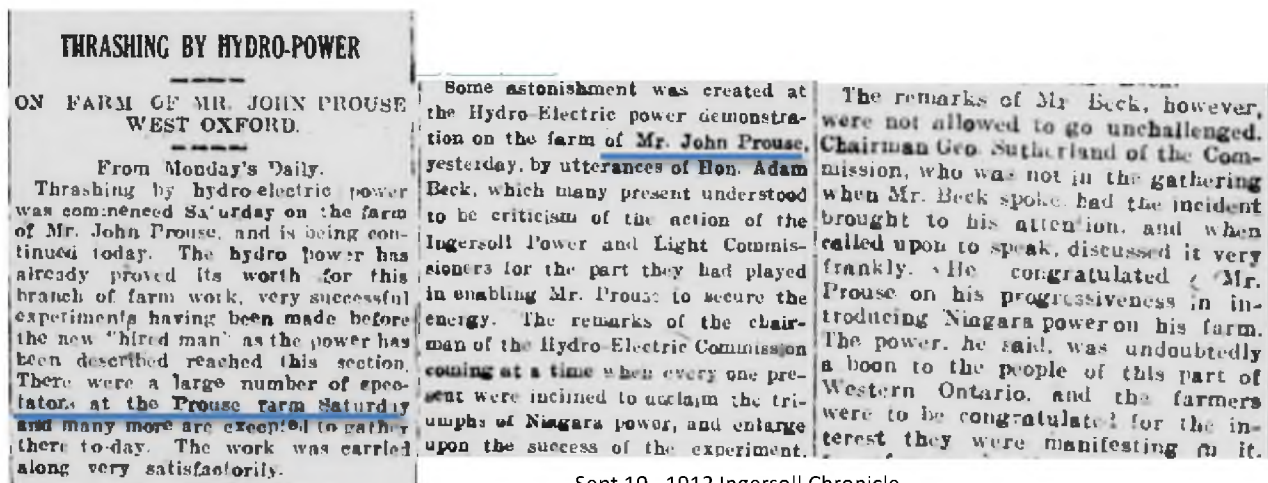 THRASHING BY HYDRO-POWER
ON FARM OF MR. JOHN PROUSE
WEST OXFORD.
From Monday's Daily.
Thrashing by hydro-electric power
was commenced Saturday on the farm
of Mr. John Prouse, and is being con-
tinued today. The hydro power has
already proved its worth for this
branch of farm work, very successful
experiments having been made before
the new "hired man" as the power has
been described reached this section.
There were a large number of spec-
tators at the Prouse farm Saturday
and many more are excepted to gather
there to-day. The work was carried
along very satisfactorily.
Some astonishment was created at
the Hydro-Electric power demonstra-
tion on the farm of Mr. John Prouse,
yesterday, by utterances of Hon. Adam
Beck, which many present understood
to be criticism of the action of the
Ingersoll Power and Light Commis-
sioners for the part they had played
in enabling Mr. Prouse to secure the
energy. The remarks of the chair-
man of the Hydro Electric Commission
coming at a time when every one pre-
sent were inclined to acclaim the tri-
umphs of Niagara power, and enlarge
upon the success of the experiment.
The remarks of Mr Beck, however,
were not allowed to go unchallenged.
Chairman Geo. Sutherland of the Com-
mission, who was not in the gathering
when Mr. Beck spoke, had the incident
brought to his attention, and when
called upon to speak, discussed it very
frankly. He congratulated Mr.
Prouse on his progressiveness in in-
troducing Niagara power on his farm.
The power, he said, was undoubtedly
a boon to the people of this part of
Western Ontario, and the farmers
were to be congratulated for the in-
terest they were manifesting in it.